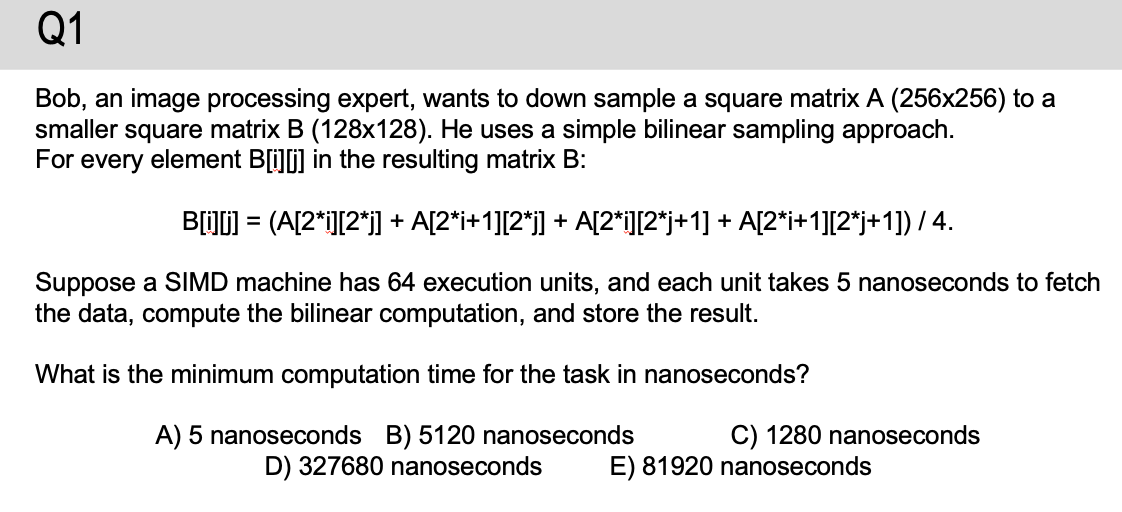 Q1
Bob, an image processing expert, wants to down sample a square matrix A (256x256) to a
smaller square matrix B (128x128). He uses a simple bilinear sampling approach.
For every element B[i][j] in the resulting matrix B:
B[i][j] = (A[2*i][2*j] + A[2*i+1][2*j] + A[2*i][2*j+1] + A[2*i+1][2*j+1]) / 4.
Suppose a SIMD machine has 64 execution units, and each unit takes 5 nanoseconds to fetch
the data, compute the bilinear computation, and store the result.
What is the minimum computation time for the task in nanoseconds?
A) 5 nanoseconds B) 5120 nanoseconds C) 1280 nanoseconds
D) 327680 nanoseconds E) 81920 nanoseconds